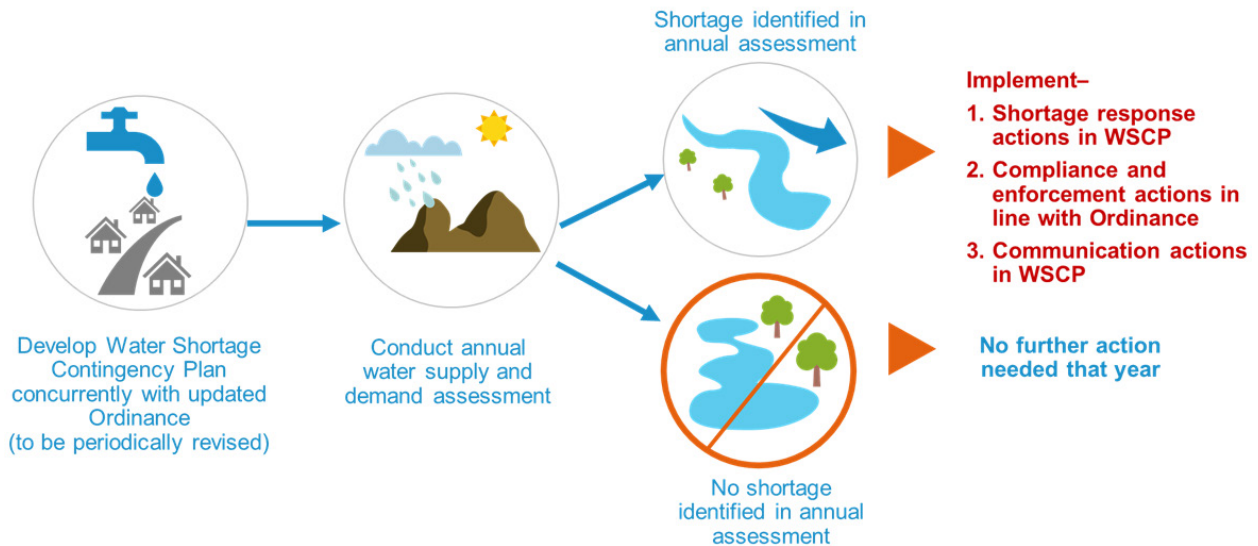 Develop Water Shortage
Contingency Plan
concurrently with updated
Ordinance
(to be periodically revised)
Conduct annual
water supply and
demand assessment
Shortage identified in
annual assessment
Implement–
1. Shortage response
actions in WSCP
2. Compliance and
enforcement actions in
line with Ordinance
3. Communication actions
in WSCP
No shortage
identified in annual
assessment
No further action
needed that year